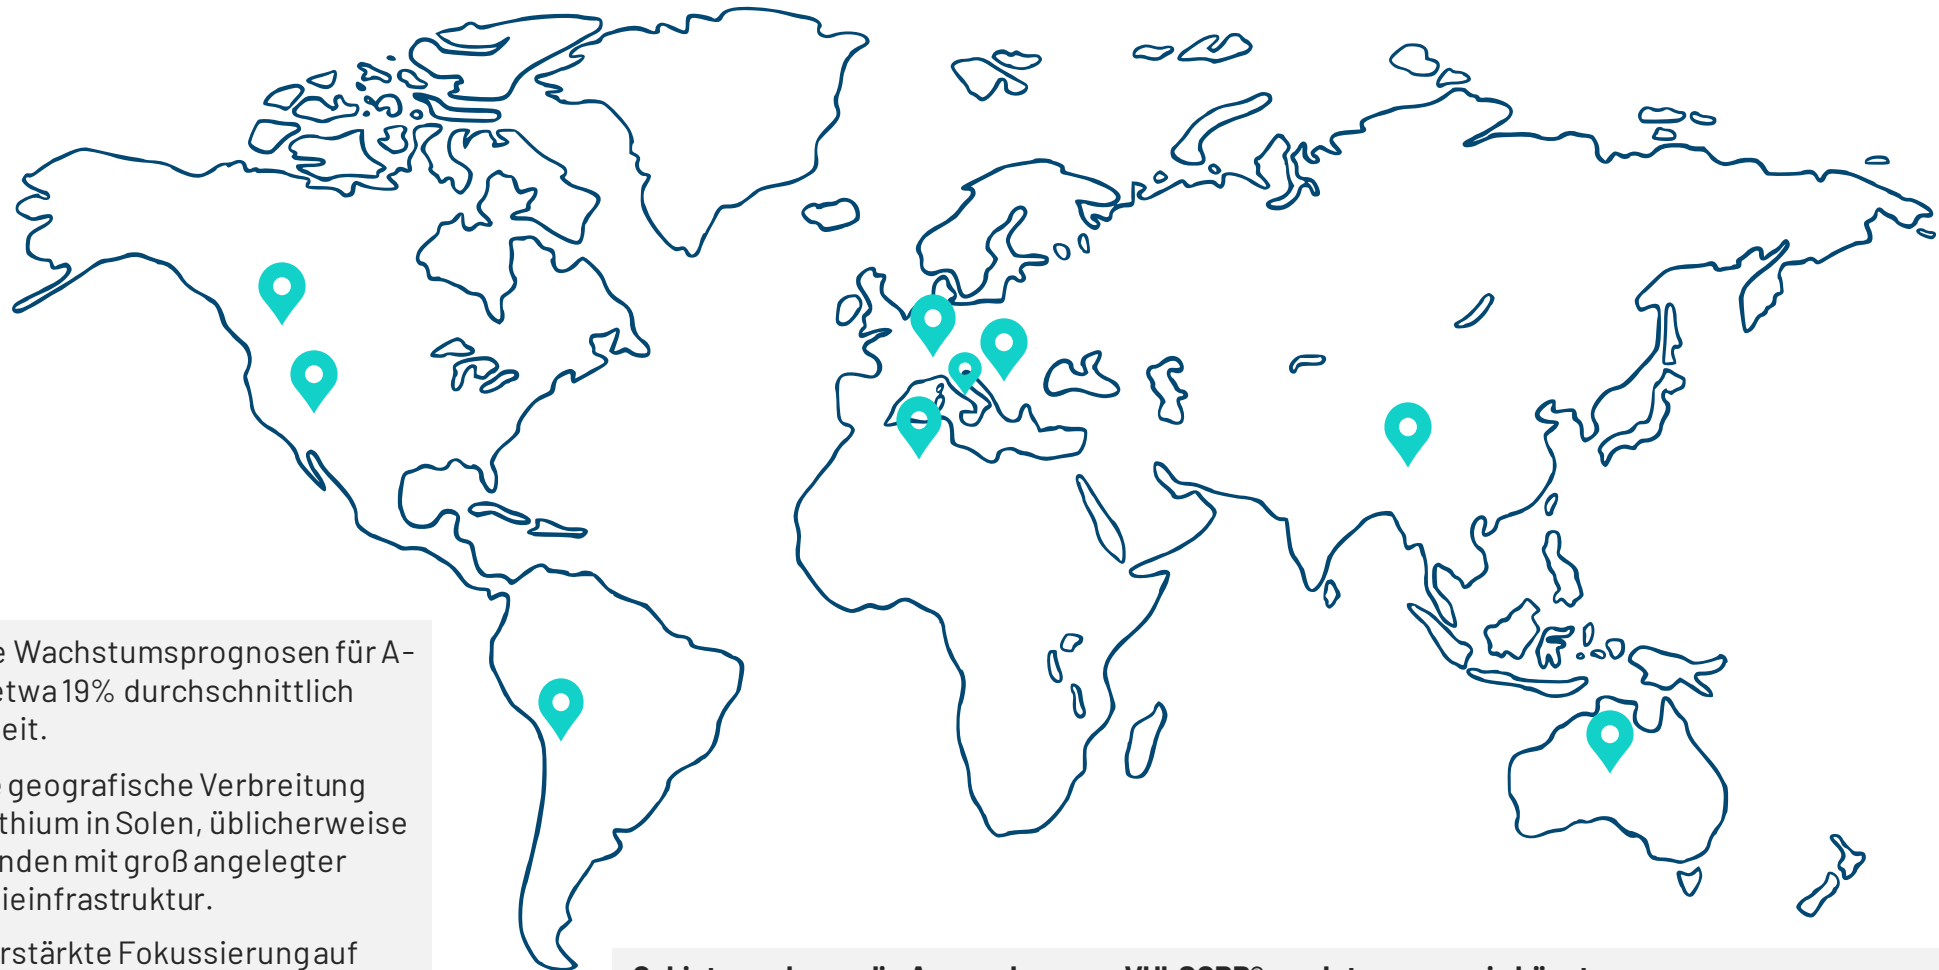 e Wachstumsprognosen für A-
etwa 19% durchschnittlich
eit.
e geografische Verbreitung
thium in Solen, üblicherweise
nden mit groß angelegter
ieinfrastruktur.
rstärkte Fokussierung auf